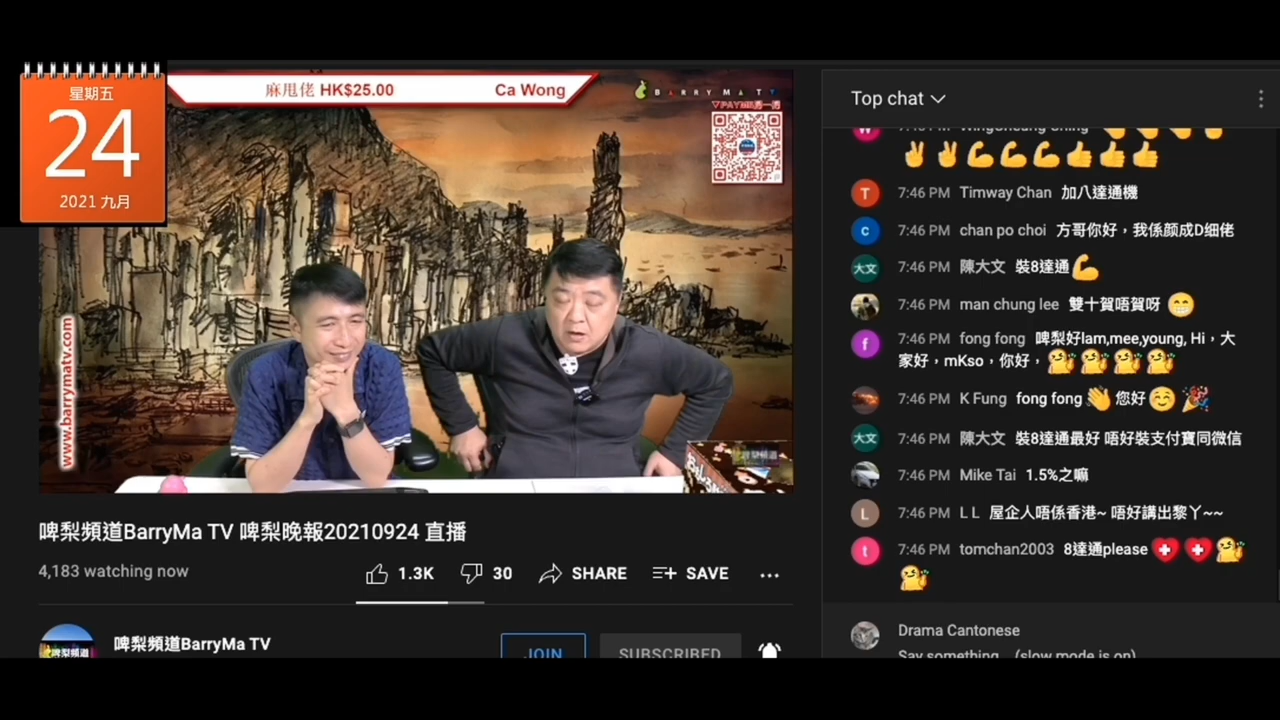 星期五
24
2021 九月
麻甩佬 HK$25.00
Ca Wong
BARRYMATV
www.barrymatv.com
啤梨頻道BarryMa TV 啤梨晚報20210924 直播
4,183 watching now
1.3K
30
SHARE
SAVE
啤梨頻道BarryMa TV
JOIN
SUBSCRIBED
Top chat
7:46 PM Timway Chan 加八達通機
7:46 PM chan po choi 方哥你好，我係颜成D细佬
7:46 PM 陳大文 裝8達通💪
7:46 PM man chung lee 雙十賀唔賀呀 😁
7:46 PM fong fong 啤梨好lam,mee,young, Hi，大
家好，mKso，你好，
7:46 PM K Fung fong fong👋您好☺️ 🎉
7:46 PM 陳大文 裝8達通最好 唔好裝支付寶同微信
7:46 PM Mike Tai 1.5%之嘛
7:46 PM L L 屋企人唔係香港~ 唔好講出黎丫~~
7:46 PM tomchan2003 8達通please
Drama Cantonese
Say something... (slow mode is on)